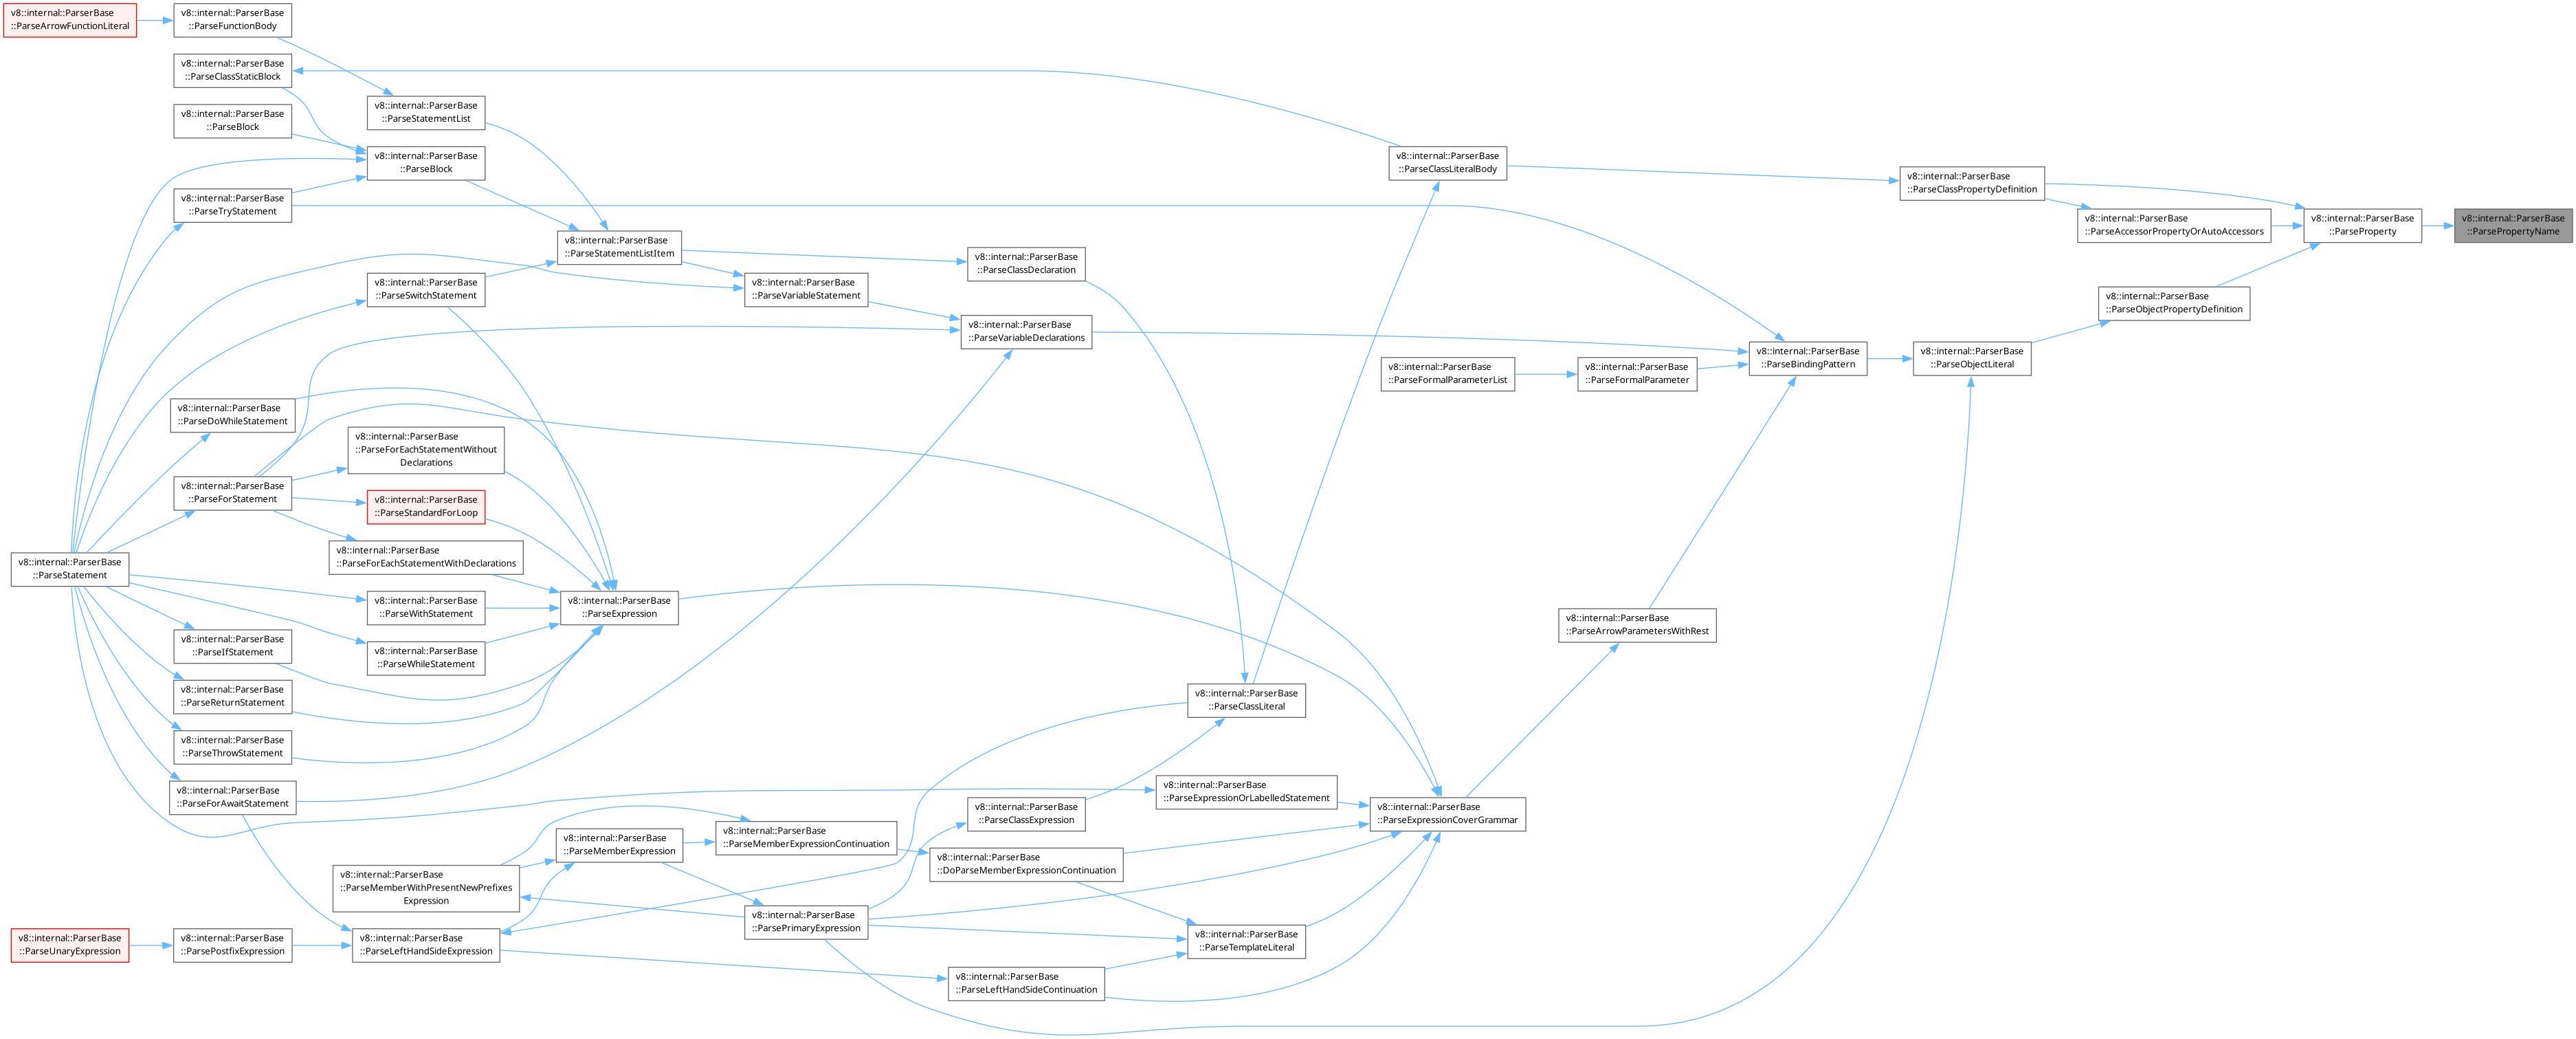 v8::internal::ParserBase
::ParseArrowFunctionLiteral
v8::internal::ParserBase
::ParseFunctionBody
v8::internal::ParserBase
::ParseClassStaticBlock
v8::internal::ParserBase
::ParseBlock
v8::internal::ParserBase
::ParseTryStatement
v8::internal::ParserBase
::ParseStatementList
v8::internal::ParserBase
::ParseBlock
v8::internal::ParserBase
::ParseStatementListItem
v8::internal::ParserBase
::ParseSwitchStatement
v8::internal::ParserBase
::ParseVariableStatement
v8::internal::ParserBase
::ParseClassDeclaration
v8::internal::ParserBase
::ParseVariableDeclarations
v8::internal::ParserBase
::ParseClassLiteralBody
v8::internal::ParserBase
::ParseFormalParameterList
v8::internal::ParserBase
::ParseFormalParameter
v8::internal::ParserBase
::ParseBindingPattern
v8::internal::ParserBase
::ParseClassPropertyDefinition
v8::internal::ParserBase
::ParseAccessorPropertyOrAutoAccessors
v8::internal::ParserBase
::ParseObjectPropertyDefinition
v8::internal::ParserBase
::ParseObjectLiteral
v8::internal::ParserBase
::ParseProperty
v8::internal::ParserBase
::ParsePropertyName
v8::internal::ParserBase
::ParseDoWhileStatement
v8::internal::ParserBase
::ParseForEachStatementWithout
Declarations
v8::internal::ParserBase
::ParseForStatement
v8::internal::ParserBase
::ParseStandardForLoop
v8::internal::ParserBase
::ParseForEachStatementWithDeclarations
v8::internal::ParserBase
::ParseStatement
v8::internal::ParserBase
::ParseWithStatement
v8::internal::ParserBase
::ParseExpression
v8::internal::ParserBase
::ParseIfStatement
v8::internal::ParserBase
::ParseWhileStatement
v8::internal::ParserBase
::ParseReturnStatement
v8::internal::ParserBase
::ParseThrowStatement
v8::internal::ParserBase
::ParseForAwaitStatement
v8::internal::ParserBase
::ParseArrowParametersWithRest
v8::internal::ParserBase
::ParseClassLiteral
v8::internal::ParserBase
::ParseExpressionOrLabelledStatement
v8::internal::ParserBase
::ParseExpressionCoverGrammar
v8::internal::ParserBase
::ParseClassExpression
v8::internal::ParserBase
::ParseMemberExpressionContinuation
v8::internal::ParserBase
::ParseMemberExpression
v8::internal::ParserBase
::DoParseMemberExpressionContinuation
v8::internal::ParserBase
::ParseMemberWithPresentNewPrefixes
Expression
v8::internal::ParserBase
::ParsePrimaryExpression
v8::internal::ParserBase
::ParseTemplateLiteral
v8::internal::ParserBase
::ParseUnaryExpression
v8::internal::ParserBase
::ParsePostfixExpression
v8::internal::ParserBase
::ParseLeftHandSideExpression
v8::internal::ParserBase
::ParseLeftHandSideContinuation